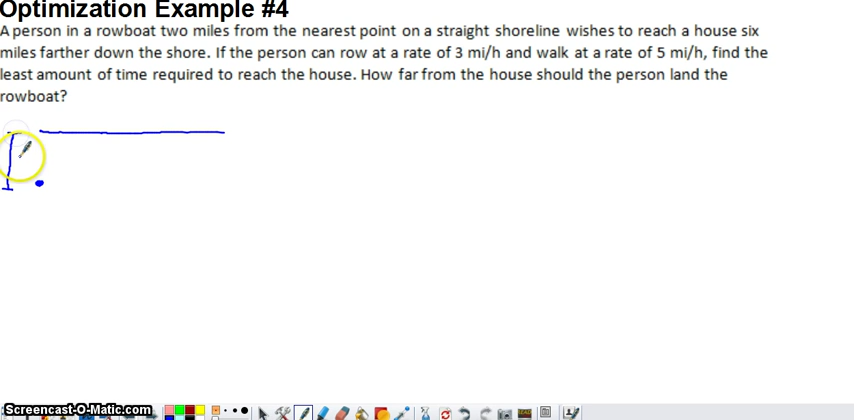 Optimization Example #4
A person in a rowboat two miles from the nearest point on a straight shoreline wishes to reach a house six
miles farther down the shore. If the person can row at a rate of 3 mi/h and walk at a rate of 5 mi/h, find the
least amount of time required to reach the house. How far from the house should the person land the
rowboat?
Screencast-O-Matic.com